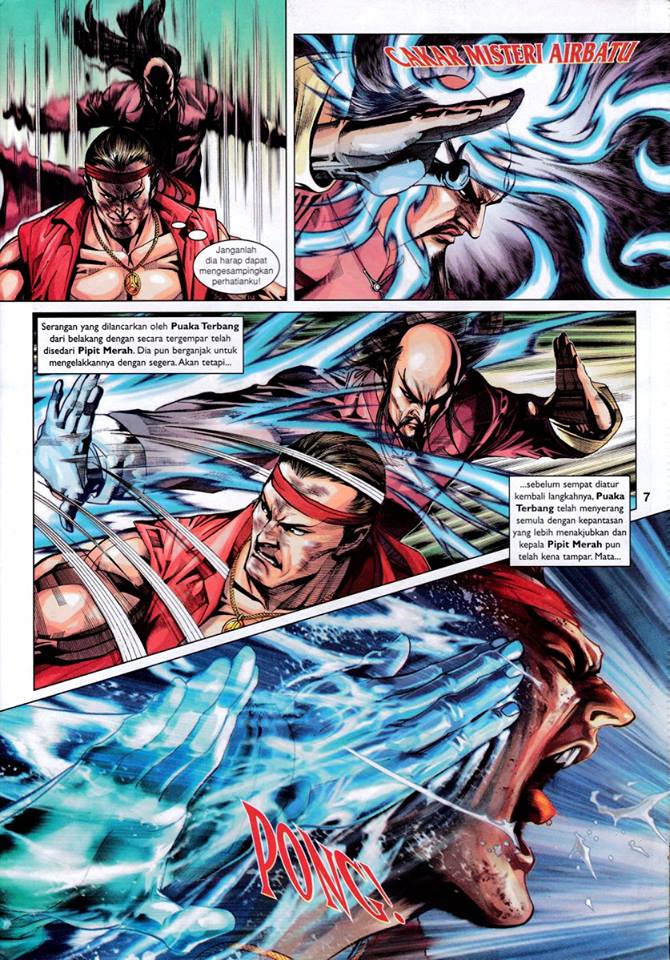 Janganlah
dia harap dapat
mengesampingkan
perhatianku!
CAKAR MISTERI AIRBATU
Serangan yang dilancarkan oleh Puaka Terbang
dari belakang dengan secara tergempar telah
disedari Pipit Merah. Dia pun berganjak untuk
mengelakkannya dengan segera. Akan tetapi...
...sebelum sempat diatur
kembali langkahnya, Puaka
Terbang telah menyerang
semula dengan kepantasan
yang lebih menakjubkan dan
kepala Pipit Merah pun
telah kena tampar. Mata...
7
PONG!